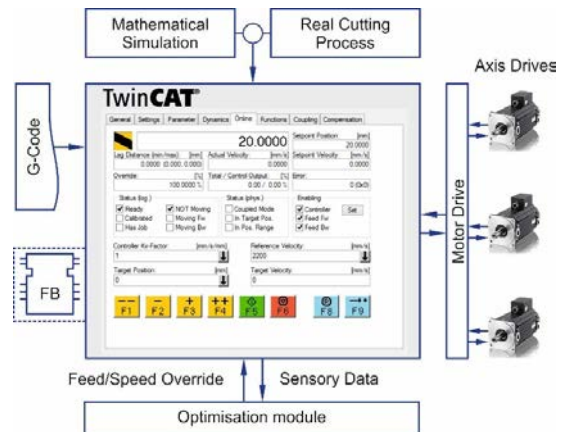 Mathematical
Simulation
Real Cutting
Process
Axis Drives
TwinCAT®
General Settings Parameter Dynamics Online Functions Coupling Compensation
20.0000
Setpoint Position: [mm]
20.0000
Lag Distance (min/max): [mm]
0.0000 (0.000, 0.000)
Actual Velocity: [mm/s]
0.0000
Setpoint Velocity: [mm/s]
0.0000
Override: [%]
100.0000 %
Total / Control Output: [%]
0.00 / 0.00 %
Error:
0 (0x0)
Status (log.)
Ready
Calibrated
Has Job
NOT Moving
Moving Fw
Moving Bw
Status (phys.)
Coupled Mode
In Target Pos.
In Pos. Range
Enabling
Controller
Feed Fw
Feed Bw
Set
Controller Kv-Factor: [mm/s/mm]
1
Reference Velocity: [mm/s]
2200
Target Position: [mm]
0
Target Velocity: [mm/s]
0
-- F1
- F2
+ F3
++ F4
F5
F6
F8
F9
G-Code
FB
Motor Drive
Feed/Speed Override
Sensory Data
Optimisation module